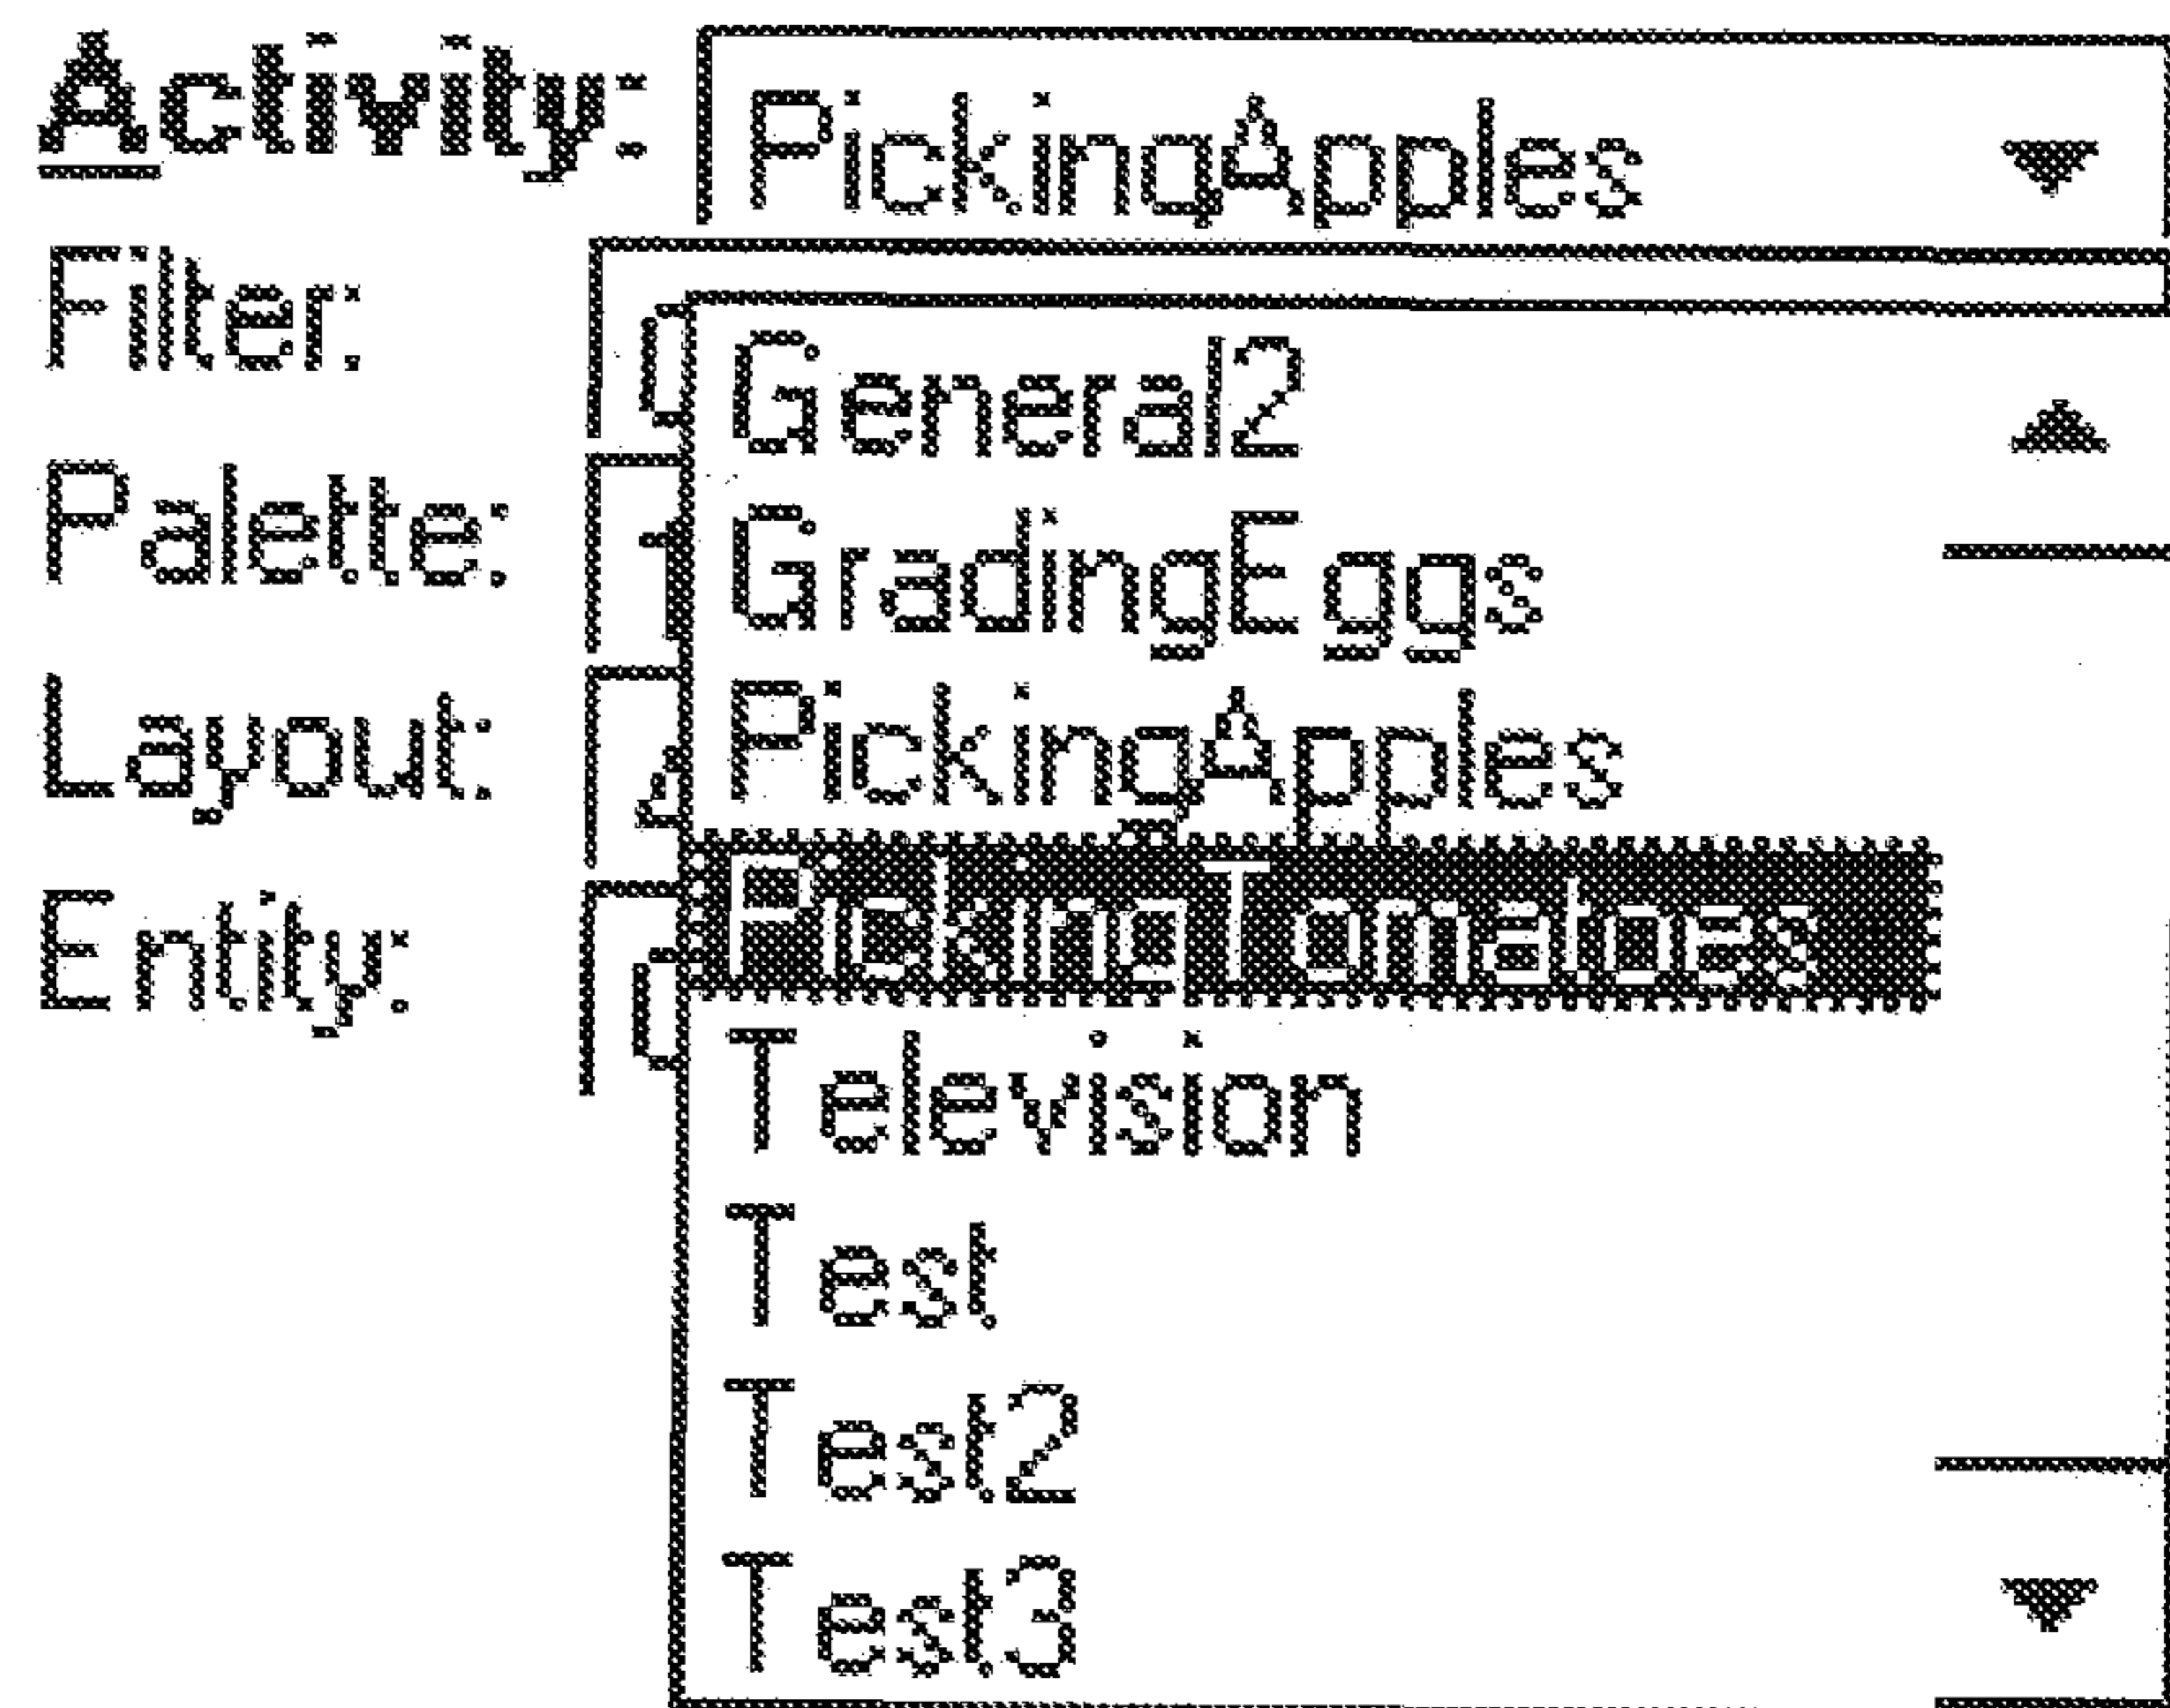 Activity: PickingApples
Filter:
General2
Palette:
GradingEggs
Layout:
PickingApples
Entity:
PickingTomatoes
Television
Test
Test2
Test3